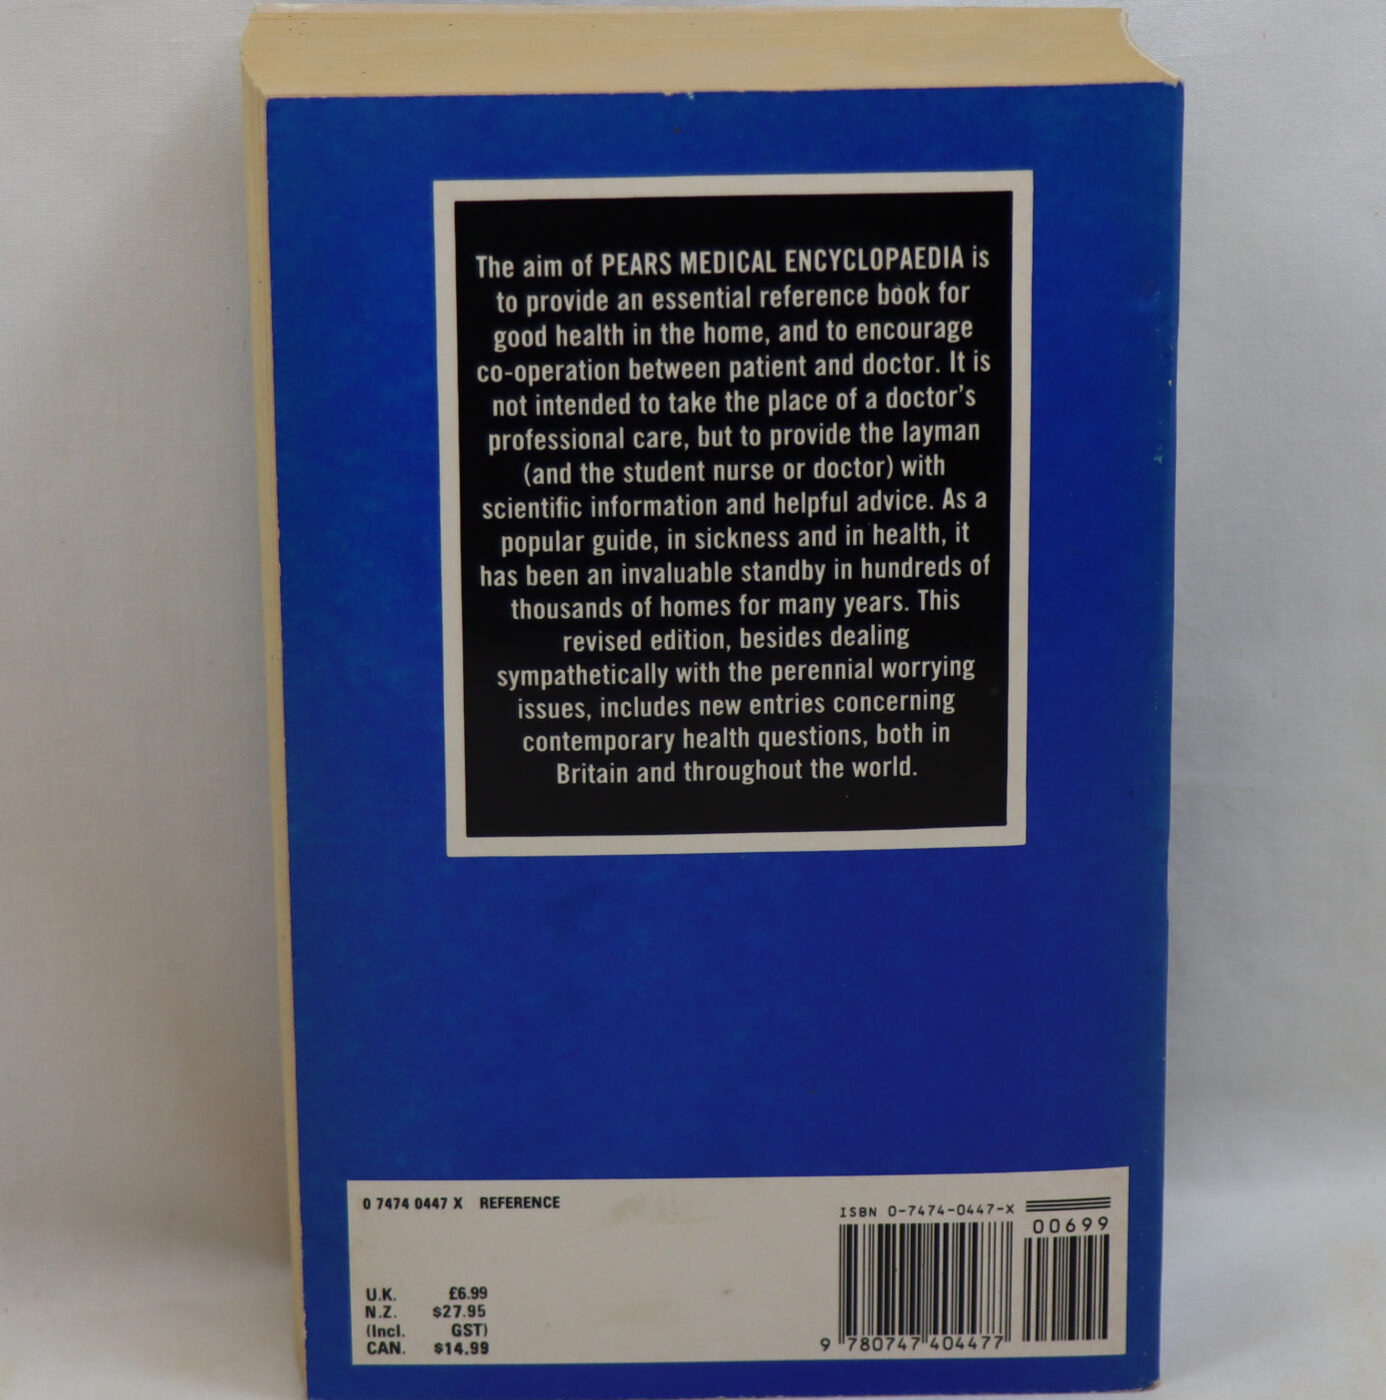 The aim of PEARS MEDICAL ENCYCLOPAEDIA is
to provide an essential reference book for
good health in the home, and to encourage
co-operation between patient and doctor. It is
not intended to take the place of a doctor's
professional care, but to provide the layman
(and the student nurse or doctor) with
scientific information and helpful advice. As a
popular guide, in sickness and in health, it
has been an invaluable standby in hundreds of
thousands of homes for many years. This
revised edition, besides dealing
sympathetically with the perennial worrying
issues, includes new entries concerning
contemporary health questions, both in
Britain and throughout the world.
0 7474 0447 X REFERENCE
U.K. £6.99
N.Z. $27.95
(Incl. GST)
CAN. $14.99
ISBN 0-7474-0447-X
00699
9 780747 404477